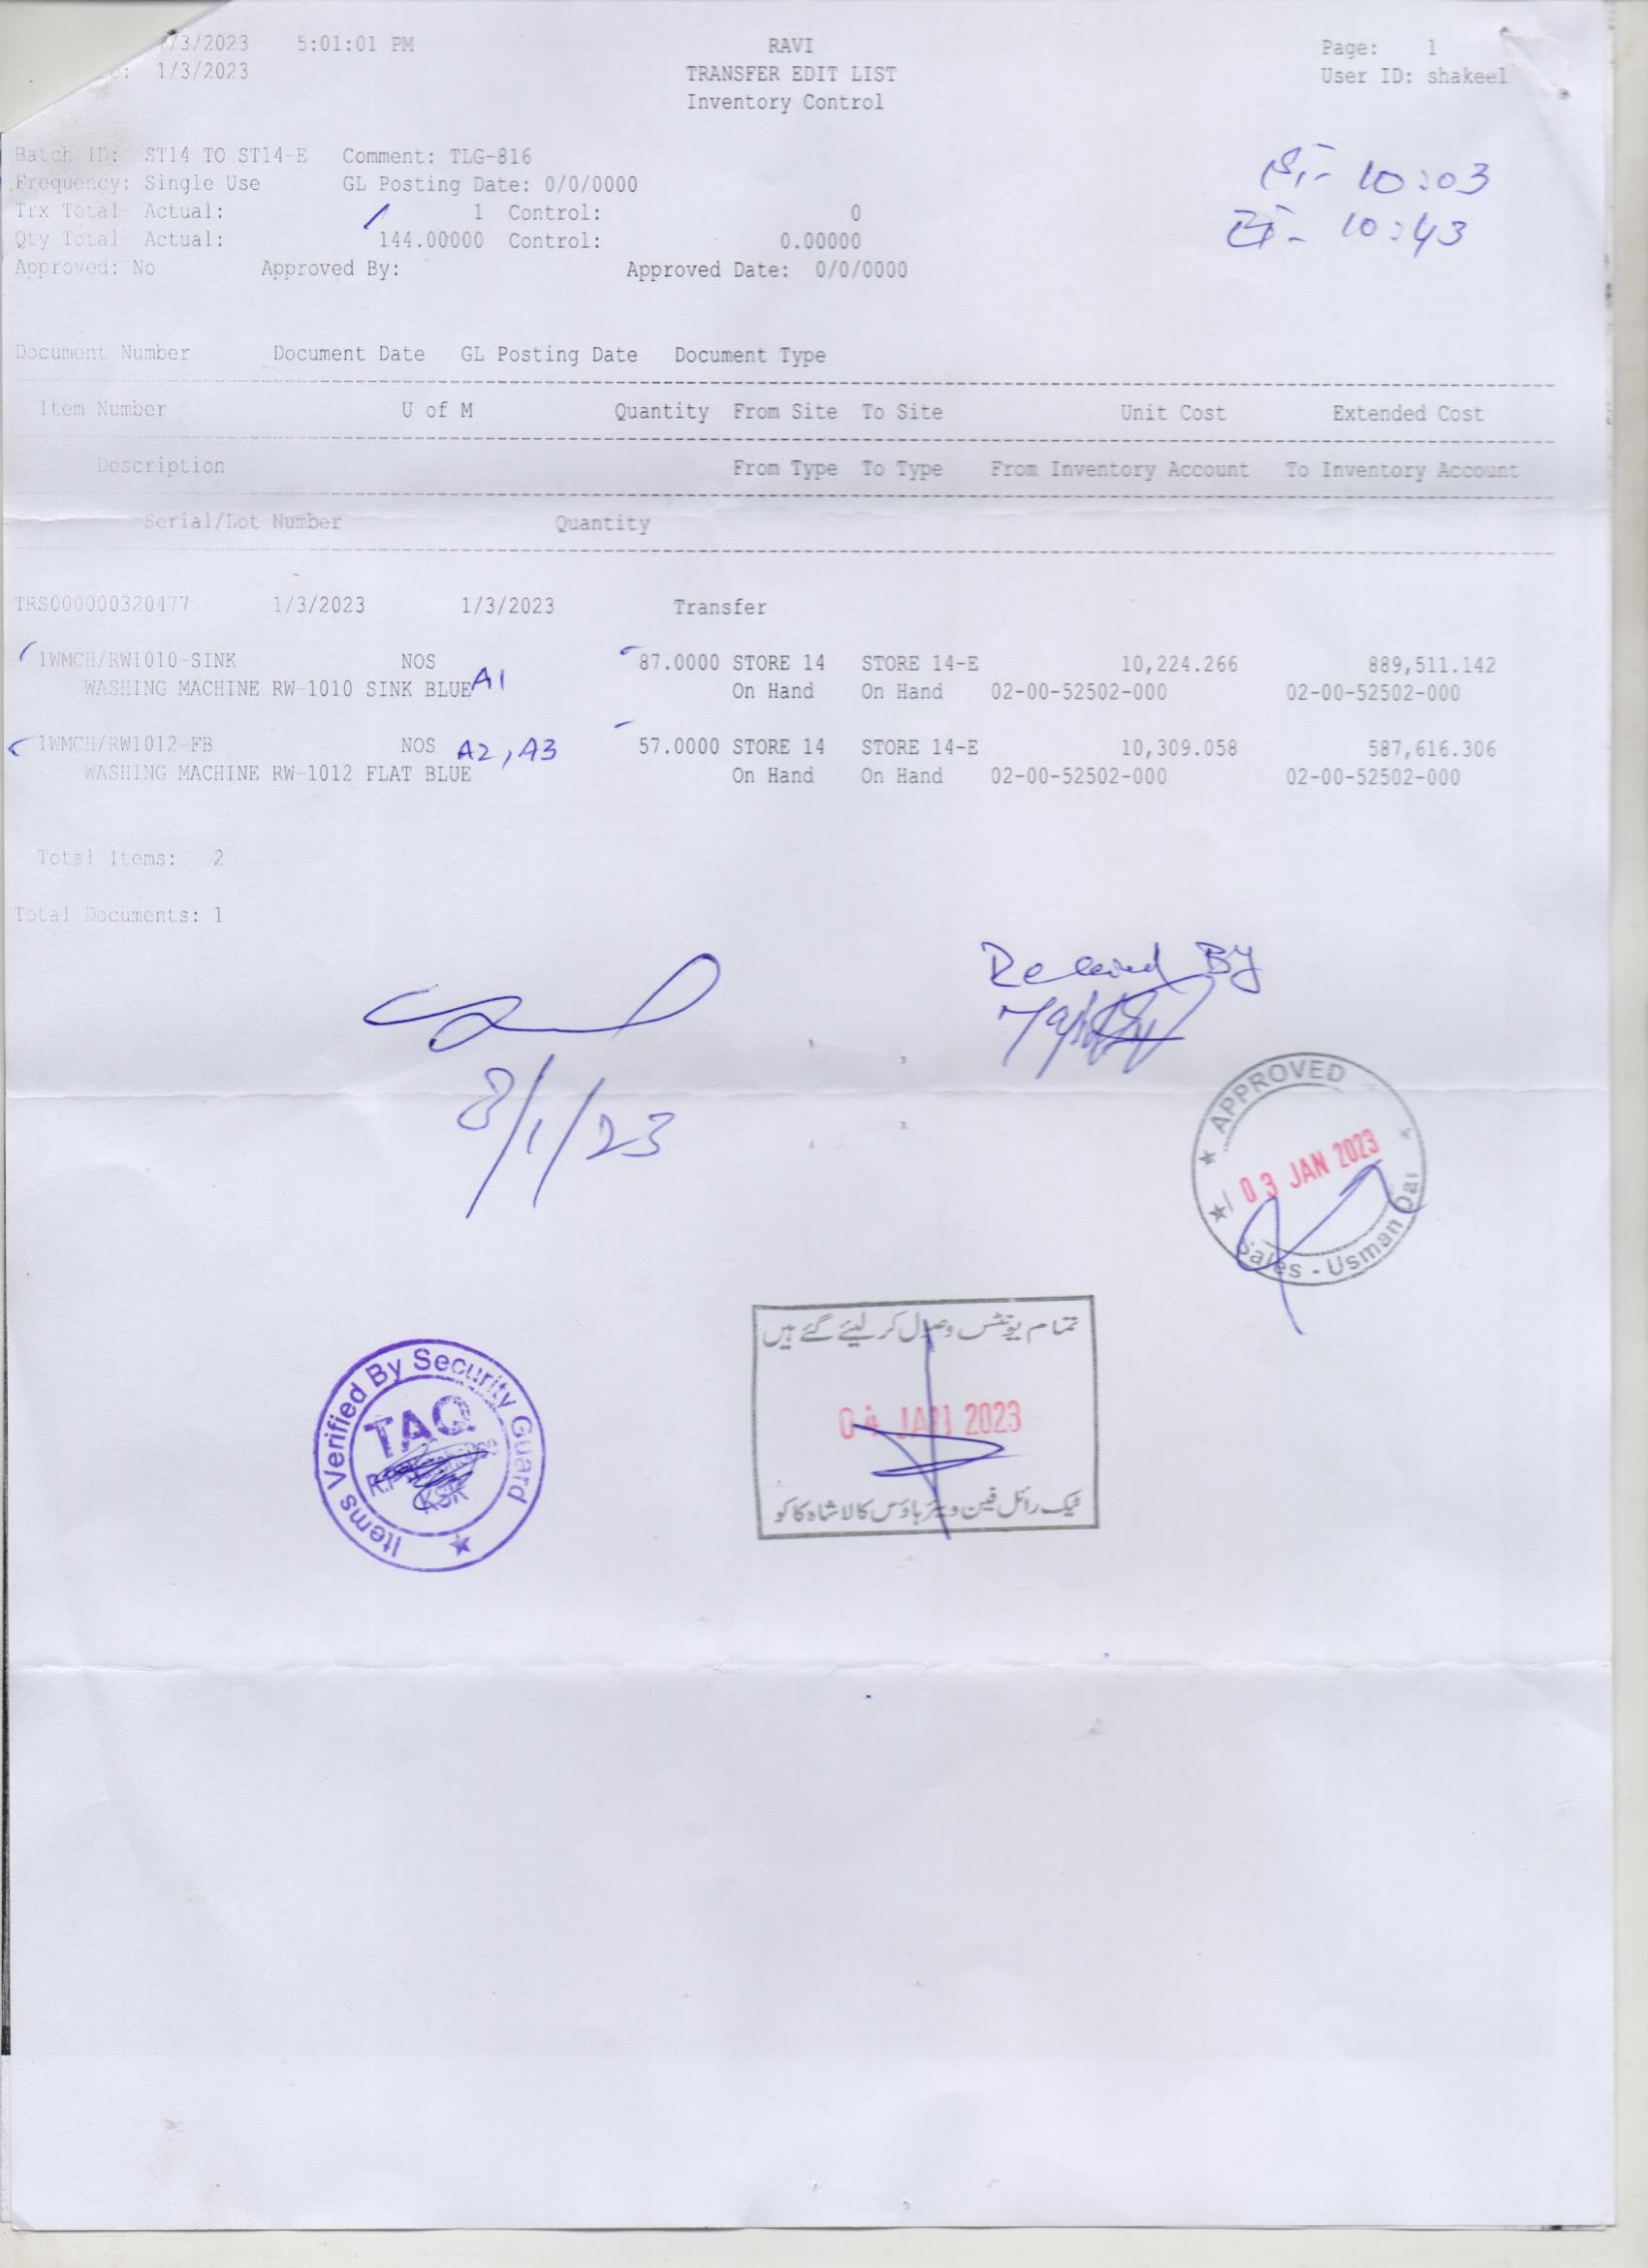 /3/2023 5:01:01 PM RAVI Page: 1
1/3/2023 TRANSFER EDIT LIST User ID: shakeel
Inventory Control
Batch ID: ST14 TO ST14-E Comment: TLG-816
Frequency: Single Use GL Posting Date: 0/0/0000
10:03
Trx Total Actual: 1 Control: 0
10:43
Qty Total Actual: 144.00000 Control: 0.00000
Approved: No Approved By: Approved Date: 0/0/0000
Document Number Document Date GL Posting Date Document Type
Item Number U of M Quantity From Site To Site Unit Cost Extended Cost
Description From Type To Type From Inventory Account To Inventory Account
Serial/Lot Number Quantity
TRS000000320477 1/3/2023 1/3/2023 Transfer
1WMCH/RW1010-SINK NOS 87.0000 STORE 14 STORE 14-E 10,224.266 889,511.142
WASHING MACHINE RW-1010 SINK BLUE A1 On Hand On Hand 02-00-52502-000 02-00-52502-000
1WMCH/RW1012-FB NOS A2, A3 57.0000 STORE 14 STORE 14-E 10,309.058 587,616.306
WASHING MACHINE RW-1012 FLAT BLUE On Hand On Hand 02-00-52502-000 02-00-52502-000
Total Items: 2
Total Documents: 1
Received BY
/1/23
APPROVED
03 JAN 2023
Sales - Usman
تمام یونٹس وصول کر لیئے گئے ہیں
04 JAN 2023
ٹیک رائل فین ویئر ہاؤس کالا شاہ کاکو
Items Verified By Security Guard
TAQ
KSK